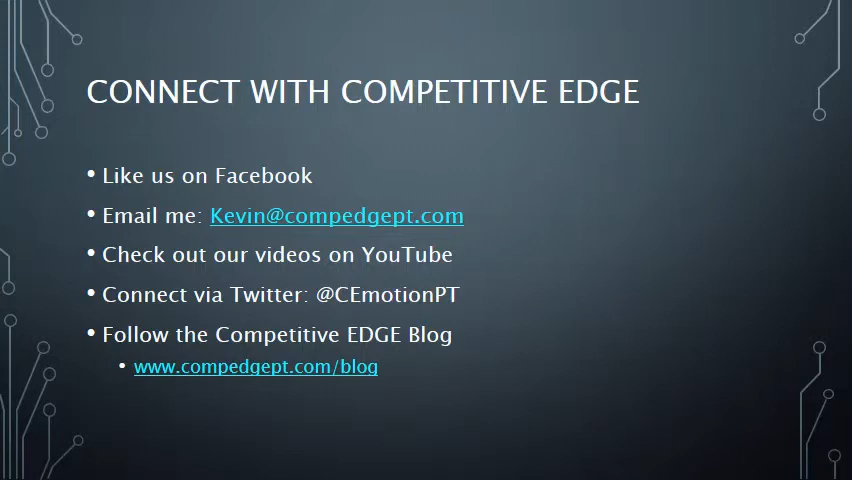 CONNECT WITH COMPETITIVE EDGE
• Like us on Facebook
• Email me: Kevin@compedgept.com
• Check out our videos on YouTube
• Connect via Twitter: @CEmotionPT
• Follow the Competitive EDGE Blog
• www.compedgept.com/blog